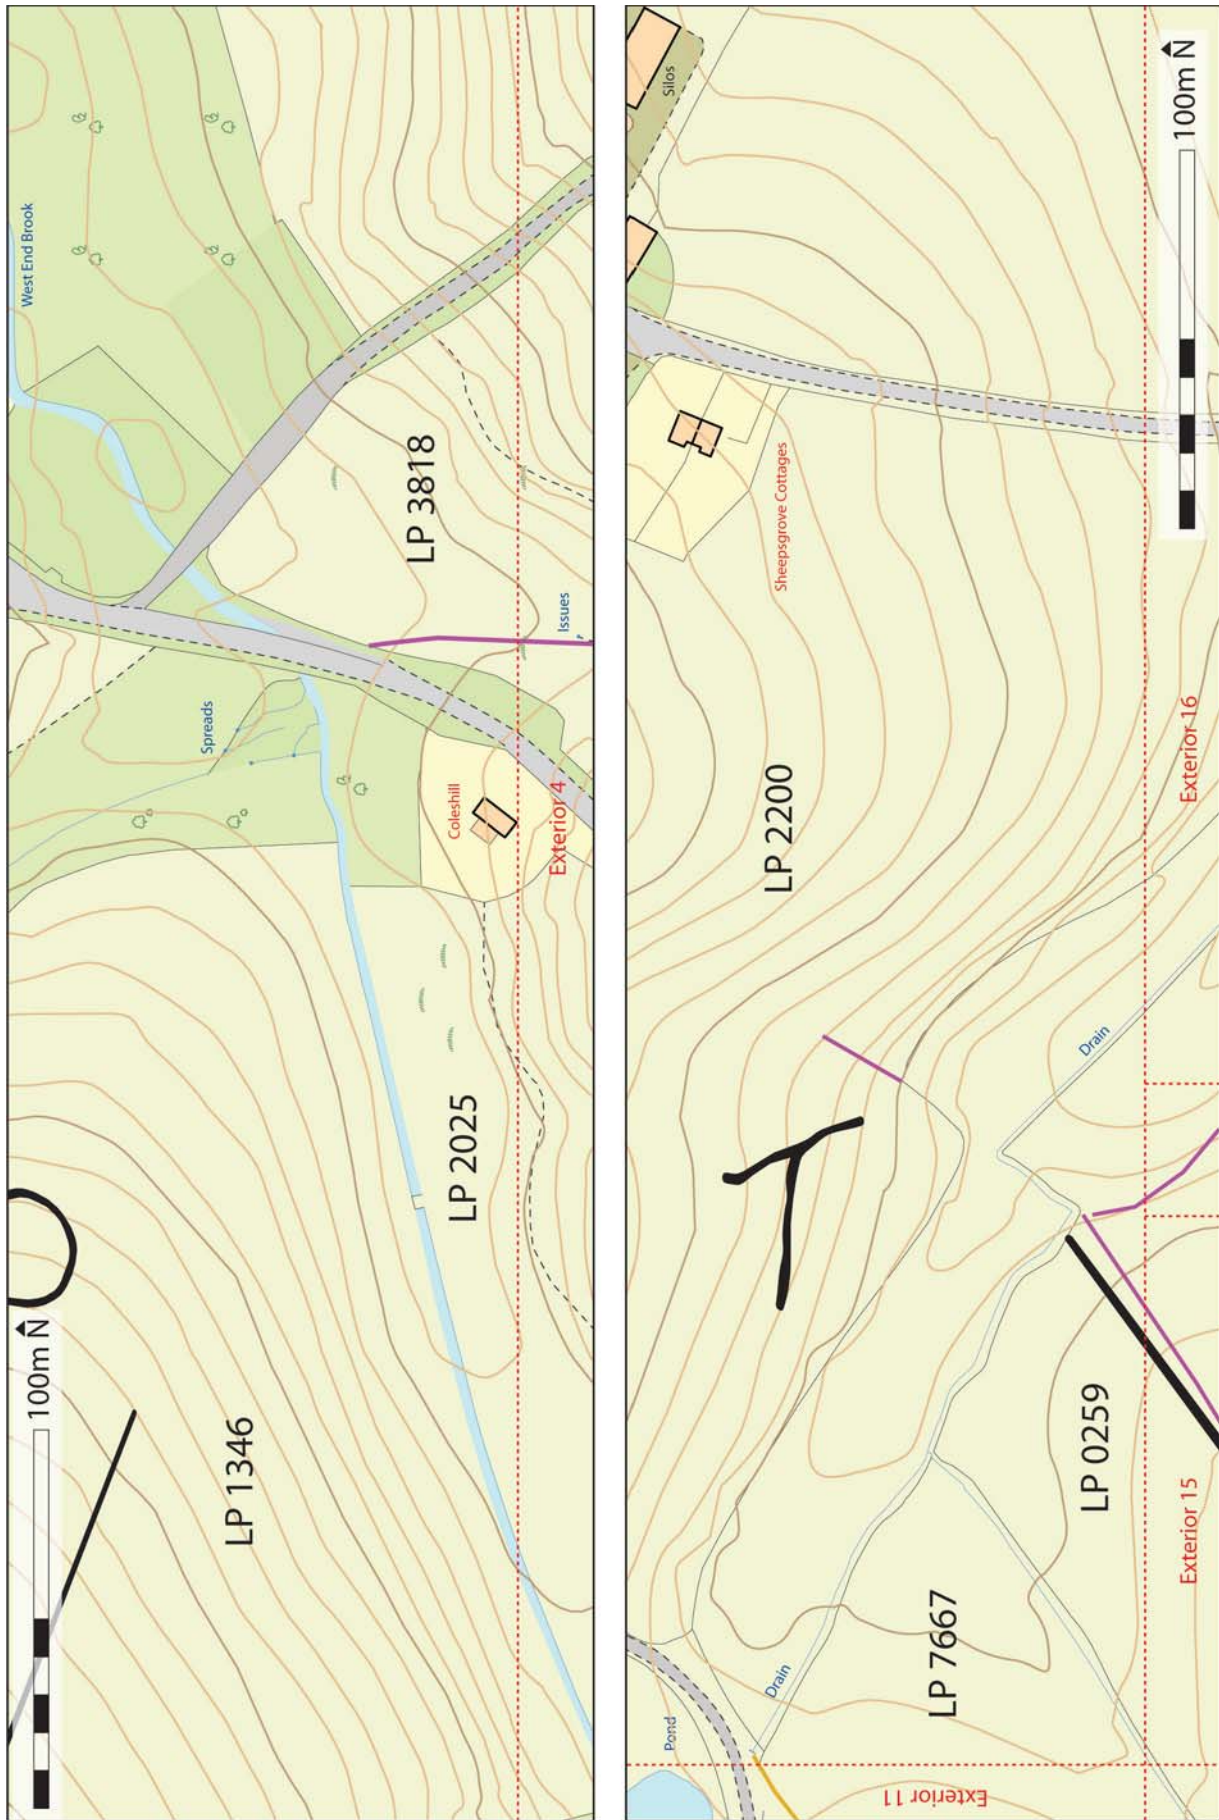 West End Brook
Spreads
LP 3818
Issues
Coleshill
Exterior 4
LP 2025
100m N
LP 1346
Silos
100m N
Sheepsgrove Cottages
Exterior 16
LP 2200
Drain
LP 0259
Exterior 15
LP 7667
Drain
Pond
Exterior 11